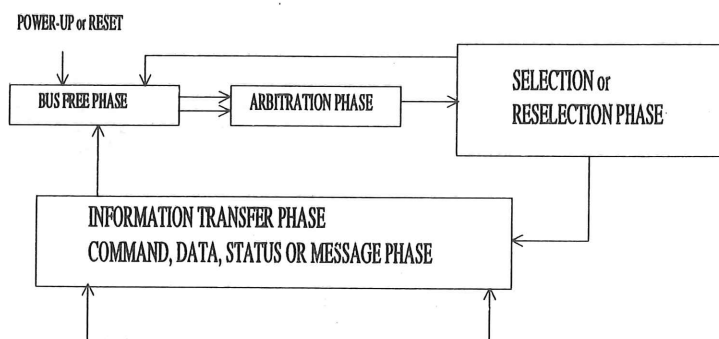 POWER-UP or RESET
BUS FREE PHASE
ARBITRATION PHASE
SELECTION or
RESELECTION PHASE
INFORMATION TRANSFER PHASE
COMMAND, DATA, STATUS OR MESSAGE PHASE